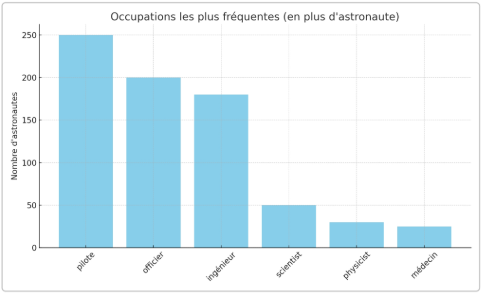 Occupations les plus fréquentes (en plus d'astronaute)
Nombre d'astronautes
250
200
150
100
50
0
pilote
officier
ingénieur
scientist
physicist
médecin